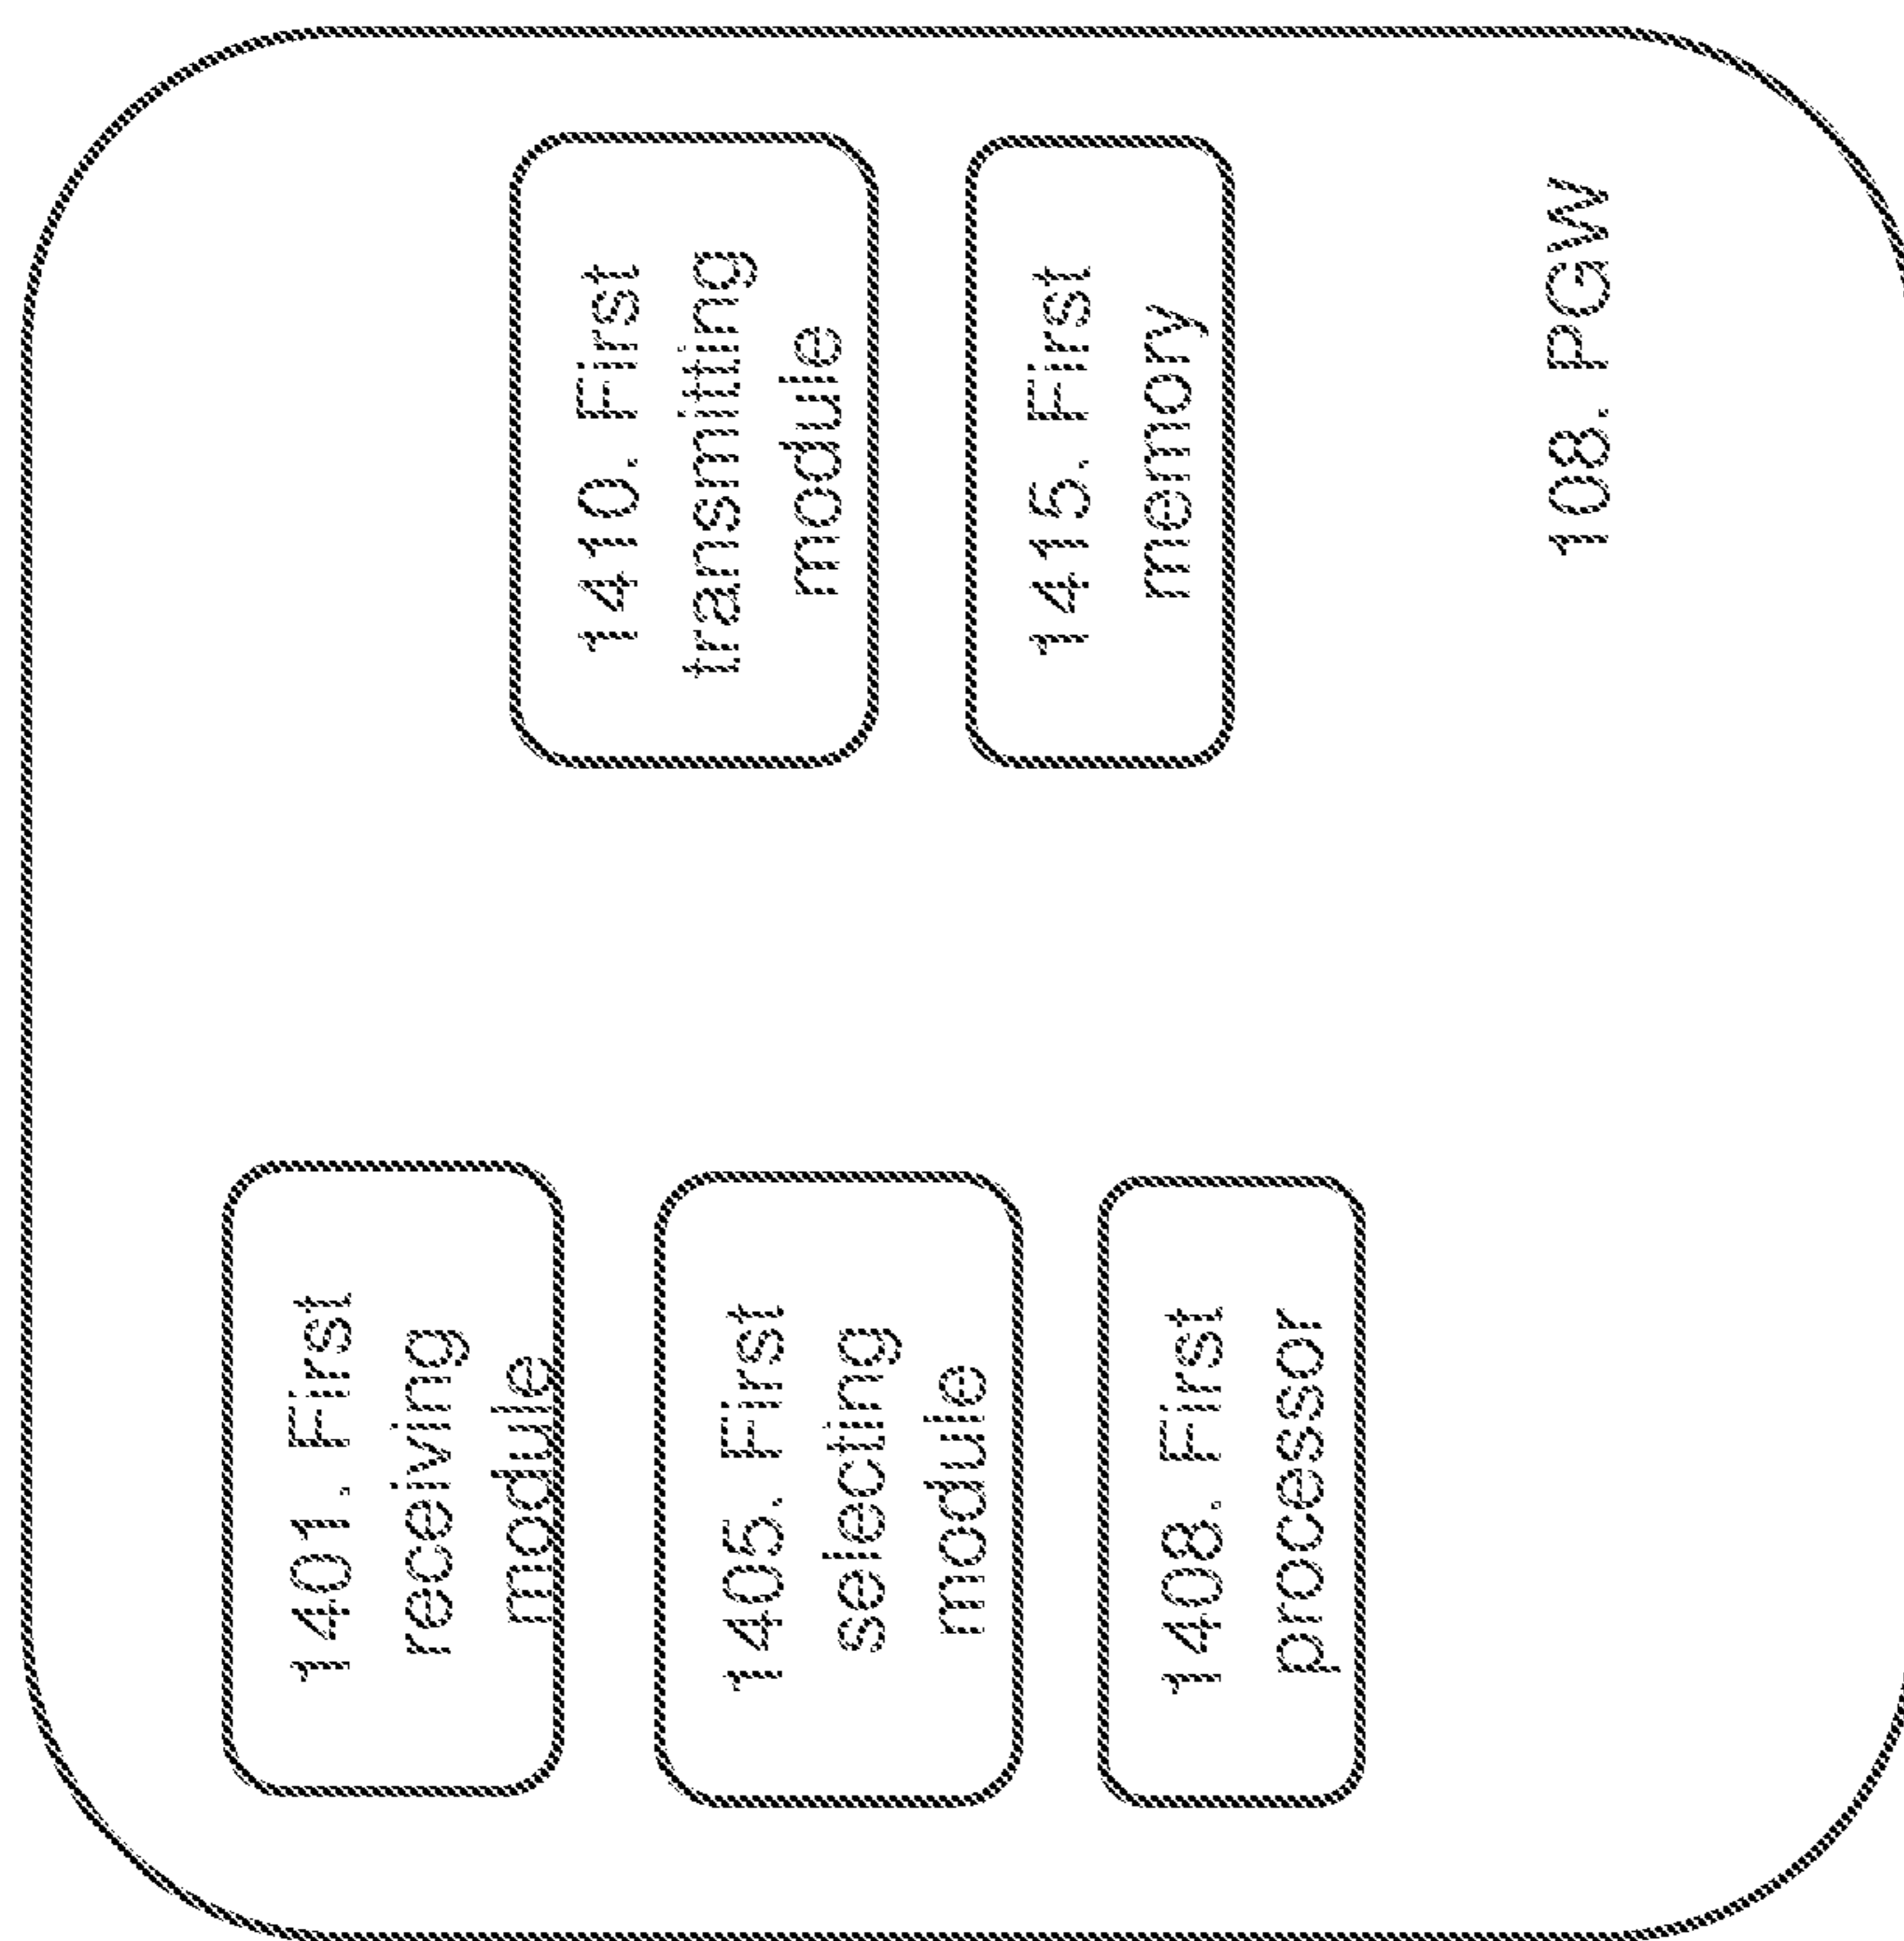 1401. First
receiving
module
1405. First
selecting
module
1408. First
processor
1410. First
transmitting
module
1415. First
memory
108. PGW